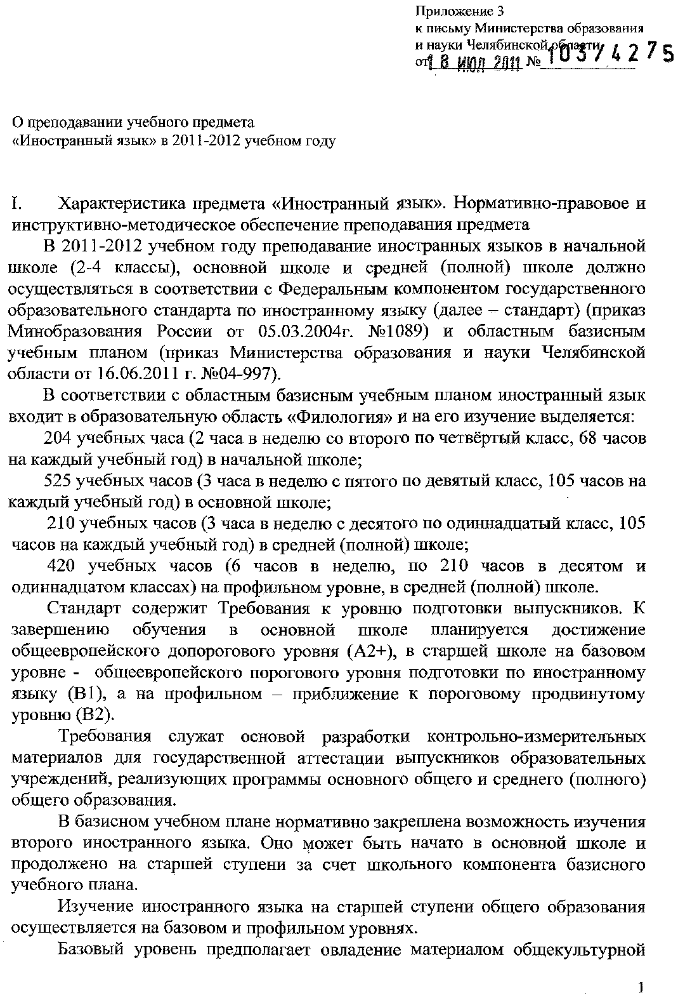 Приложение 3
к письму Министерства образования
и науки Челябинской области
от 18 ИЮЛ 2011 № 103/4275
О преподавании учебного предмета
«Иностранный язык» в 2011-2012 учебном году
I. Характеристика предмета «Иностранный язык». Нормативно-правовое и
инструктивно-методическое обеспечение преподавания предмета
В 2011-2012 учебном году преподавание иностранных языков в начальной
школе (2-4 классы), основной школе и средней (полной) школе должно
осуществляться в соответствии с Федеральным компонентом государственного
образовательного стандарта по иностранному языку (далее – стандарт) (приказ
Минобразования России от 05.03.2004г. №1089) и областным базисным
учебным планом (приказ Министерства образования и науки Челябинской
области от 16.06.2011 г. №04-997).
В соответствии с областным базисным учебным планом иностранный язык
входит в образовательную область «Филология» и на его изучение выделяется:
204 учебных часа (2 часа в неделю со второго по четвёртый класс, 68 часов
на каждый учебный год) в начальной школе;
525 учебных часов (3 часа в неделю с пятого по девятый класс, 105 часов на
каждый учебный год) в основной школе;
210 учебных часов (3 часа в неделю с десятого по одиннадцатый класс, 105
часов на каждый учебный год) в средней (полной) школе;
420 учебных часов (6 часов в неделю, по 210 часов в десятом и
одиннадцатом классах) на профильном уровне, в средней (полной) школе.
Стандарт содержит Требования к уровню подготовки выпускников. К
завершению обучения в основной школе планируется достижение
общеевропейского допорогового уровня (А2+), в старшей школе на базовом
уровне - общеевропейского порогового уровня подготовки по иностранному
языку (В1), а на профильном – приближение к пороговому продвинутому
уровню (В2).
Требования служат основой разработки контрольно-измерительных
материалов для государственной аттестации выпускников образовательных
учреждений, реализующих программы основного общего и среднего (полного)
общего образования.
В базисном учебном плане нормативно закреплена возможность изучения
второго иностранного языка. Оно может быть начато в основной школе и
продолжено на старшей ступени за счет школьного компонента базисного
учебного плана.
Изучение иностранного языка на старшей ступени общего образования
осуществляется на базовом и профильном уровнях.
Базовый уровень предполагает овладение материалом общекультурной
1